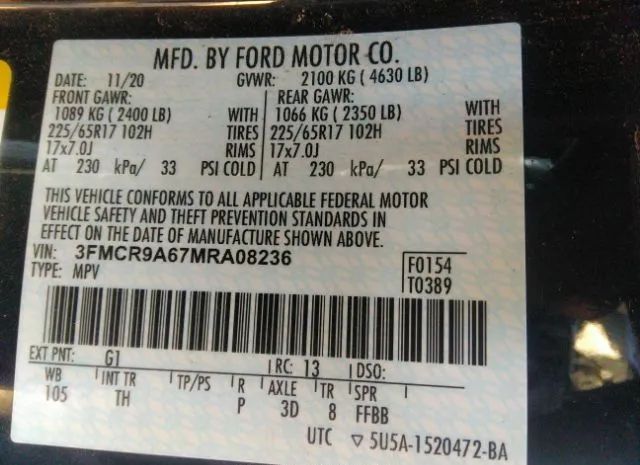 MFD. BY FORD MOTOR CO.
DATE: 11/20 GVWR: 2100 KG ( 4630 LB)
FRONT GAWR: REAR GAWR:
1089 KG ( 2400 LB) WITH 1066 KG ( 2350 LB) WITH
225/65R17 102H TIRES 225/65R17 102H TIRES
17x7.0J RIMS 17x7.0J RIMS
AT 230 kPa/ 33 PSI COLD AT 230 kPa/ 33 PSI COLD
THIS VEHICLE CONFORMS TO ALL APPLICABLE FEDERAL MOTOR
VEHICLE SAFETY AND THEFT PREVENTION STANDARDS IN
EFFECT ON THE DATE OF MANUFACTURE SHOWN ABOVE.
VIN: 3FMCR9A67MRA08236
TYPE: MPV
F0154
T0389
EXT PNT: G1 RC: 13 DSO:
WB INT TR TP/PS R AXLE TR SPR
105 TH P 3D 8 FFBB
UTC ▽ 5U5A-1520472-BA